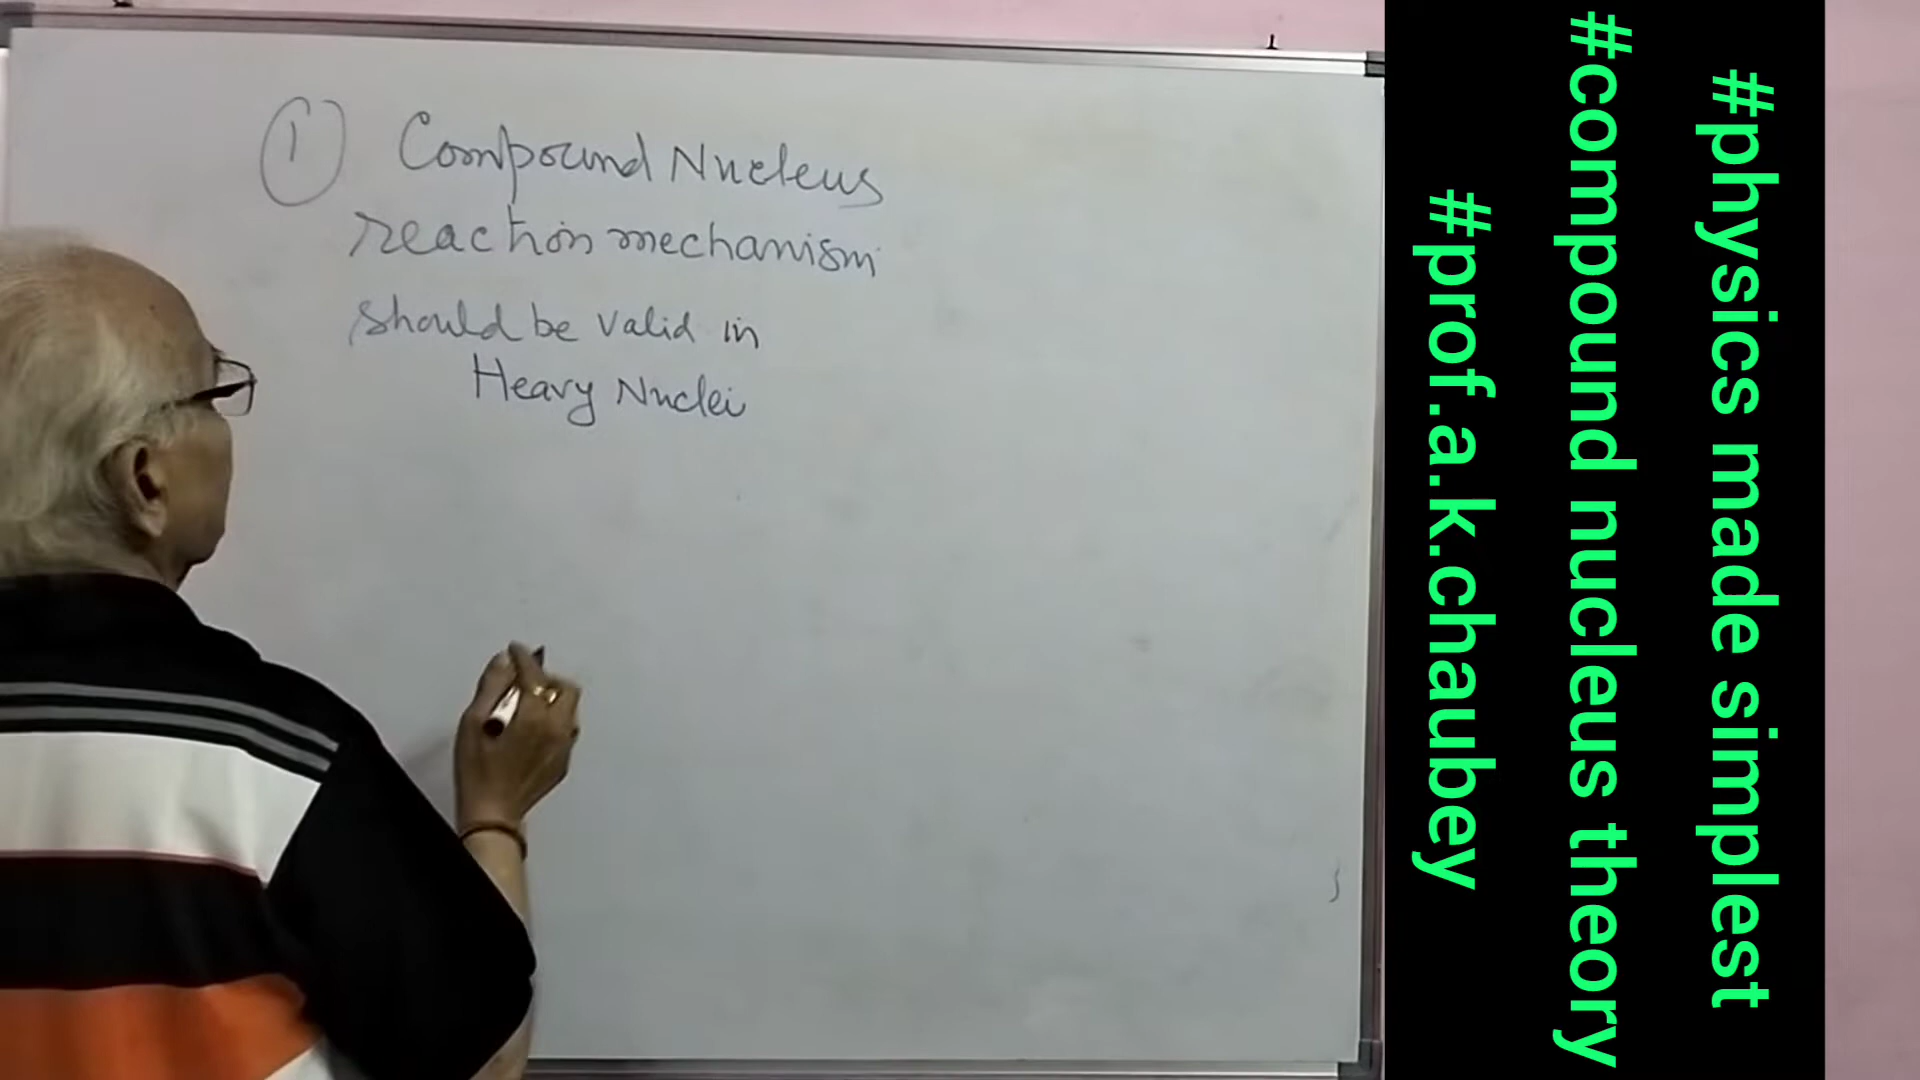 1 Compound Nucleus
reaction mechanism
should be valid in
Heavy Nuclei
#physics made simplest
#compound nucleus theory
#prof.a.k.chaubey